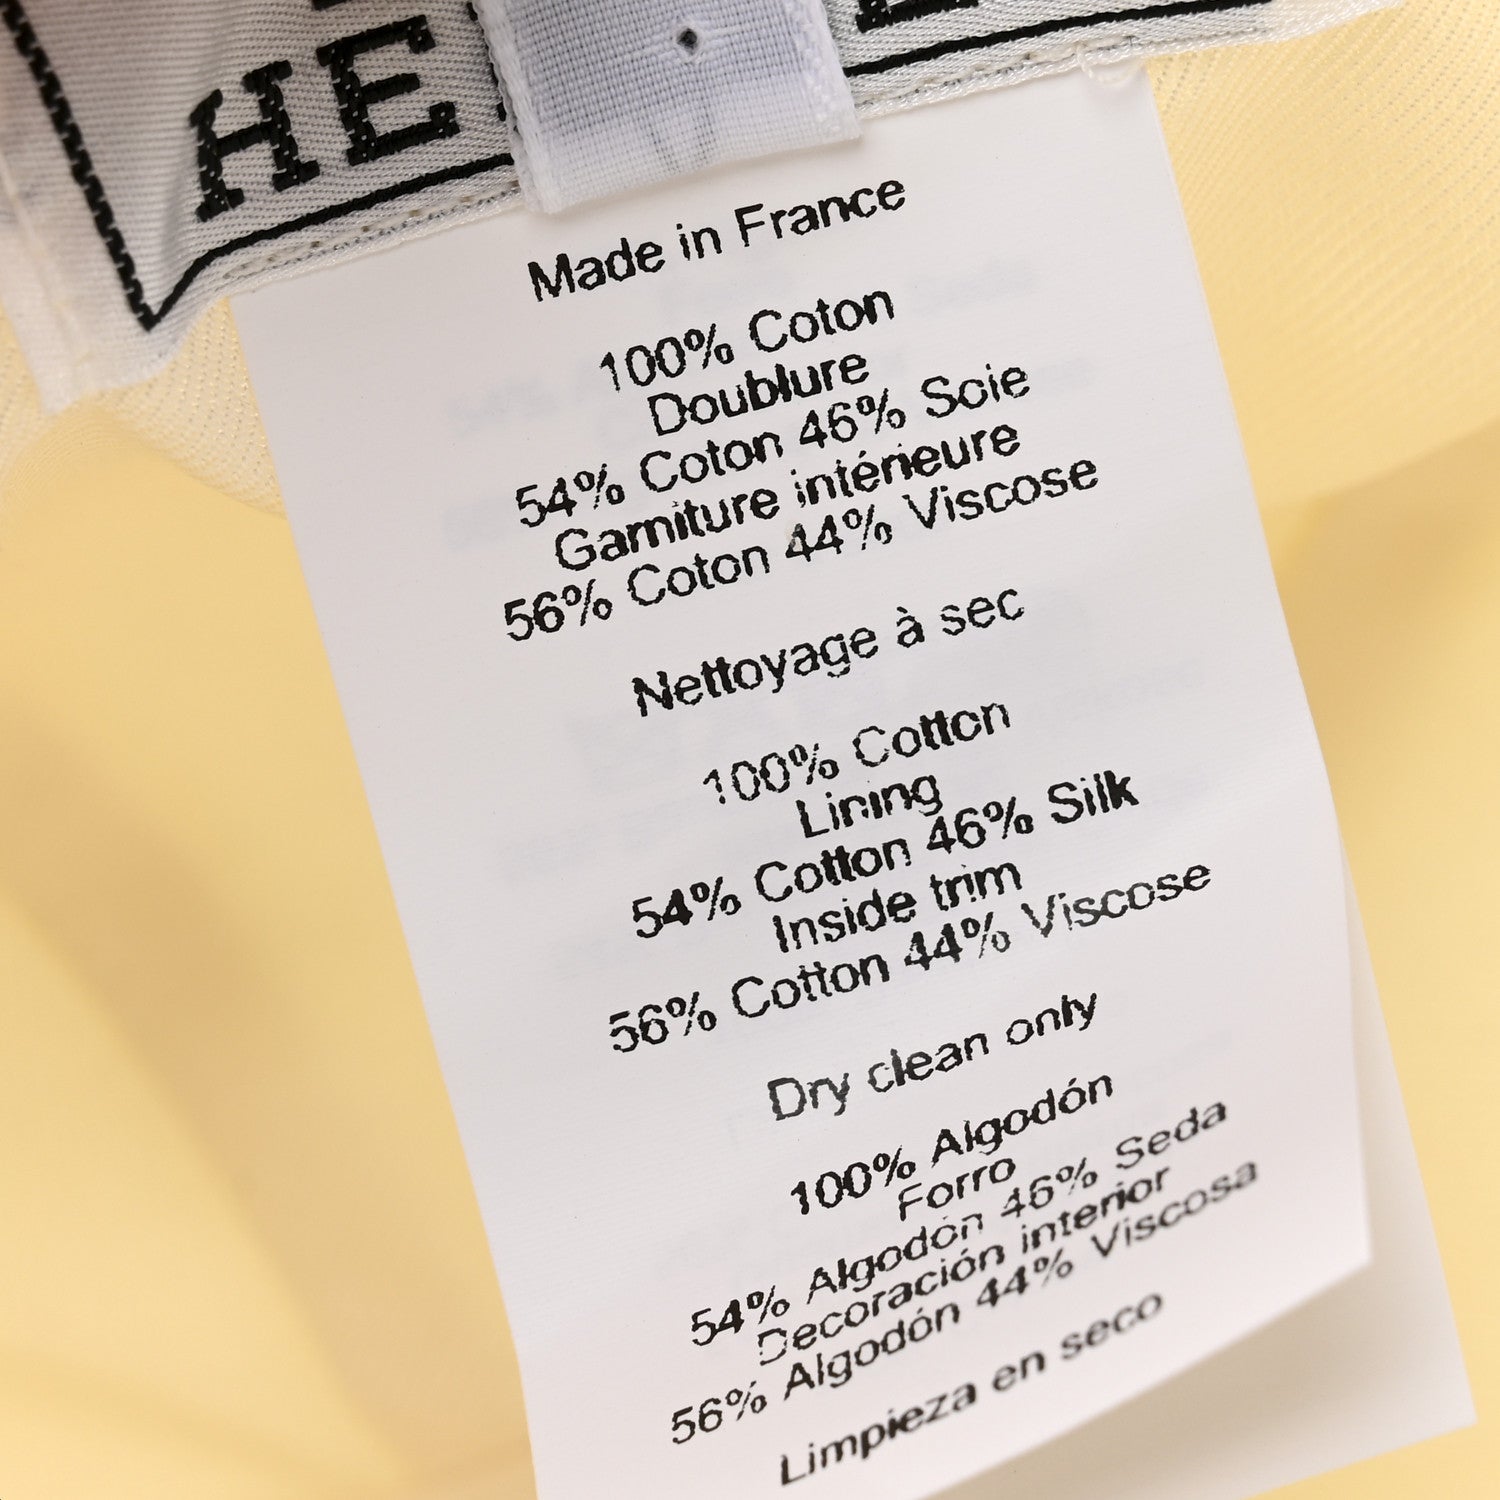 HE
Made in France
100% Coton
Doublure
54% Coton 46% Soie
Garniture intérieure
56% Coton 44% Viscose
Nettoyage à sec
100% Cotton
Lining
54% Cotton 46% Silk
Inside trim
56% Cotton 44% Viscose
Dry clean only
100% Algodón
Forro
54% Algodón 46% Seda
Decoración interior
56% Algodón 44% Viscosa
Limpieza en seco